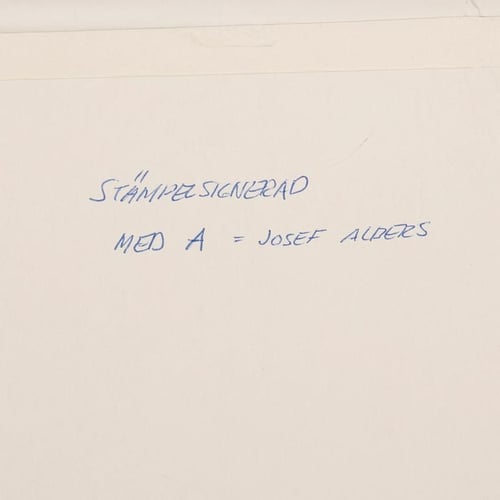 STÄMPELSIGNERAD
MED A = JOSEF ALBERS